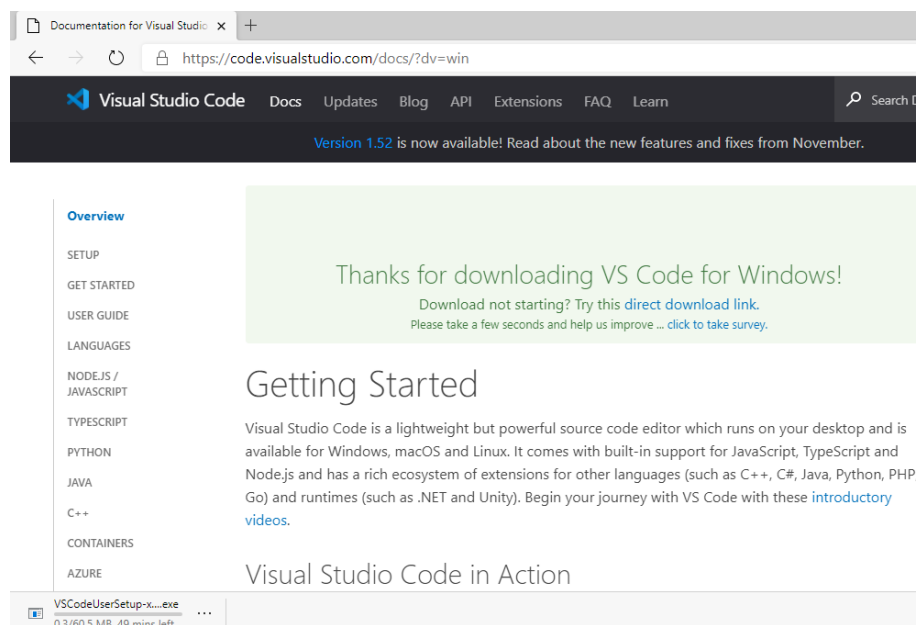 Documentation for Visual Studio
https://code.visualstudio.com/docs/?dv=win
Visual Studio Code Docs Updates Blog API Extensions FAQ Learn Search D
Version 1.52 is now available! Read about the new features and fixes from November.
Overview
SETUP
GET STARTED
USER GUIDE
LANGUAGES
NODE.JS /
JAVASCRIPT
TYPESCRIPT
PYTHON
JAVA
C++
CONTAINERS
AZURE
Thanks for downloading VS Code for Windows!
Download not starting? Try this direct download link.
Please take a few seconds and help us improve ... click to take survey.
Getting Started
Visual Studio Code is a lightweight but powerful source code editor which runs on your desktop and is
available for Windows, macOS and Linux. It comes with built-in support for JavaScript, TypeScript and
Node.js and has a rich ecosystem of extensions for other languages (such as C++, C#, Java, Python, PHP,
Go) and runtimes (such as .NET and Unity). Begin your journey with VS Code with these introductory
videos.
Visual Studio Code in Action
VSCodeUserSetup-x....exe
0.3/60.5 MB, 49 mins left